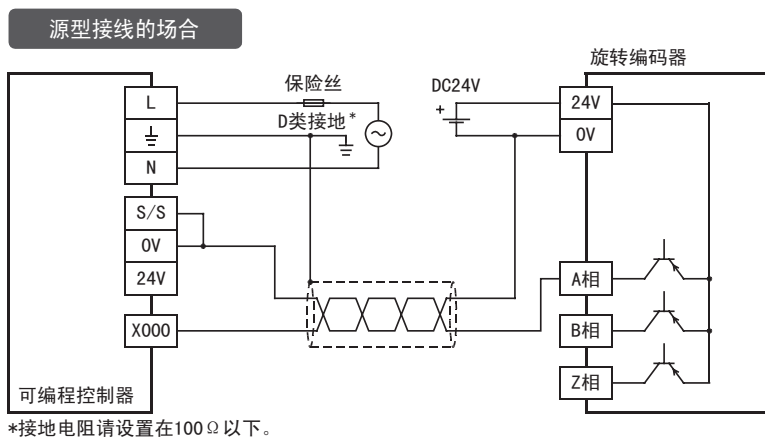 源型接线的场合
旋转编码器
保险丝
DC24V
L
24V
D类接地*
+
0V
N
S/S
0V
24V
A相
X000
B相
Z相
可编程控制器
*接地电阻请设置在100Ω以下。